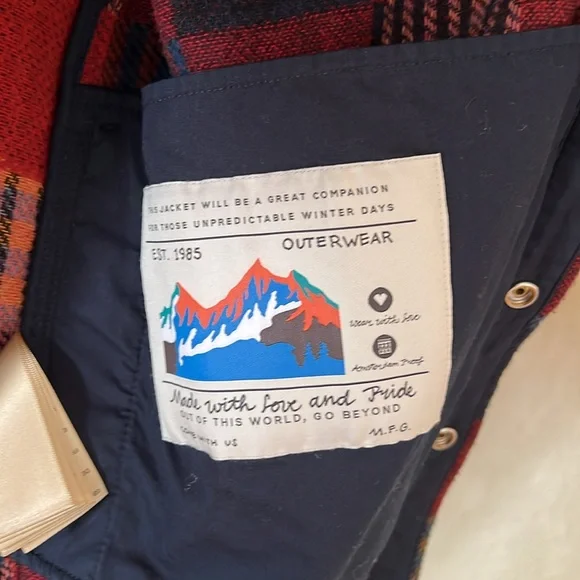 THIS JACKET WILL BE A GREAT COMPANION
FOR THOSE UNPREDICTABLE WINTER DAYS
EST. 1985 OUTERWEAR
Wear with love
Amsterdam Proof
Made with Love and Pride
OUT OF THIS WORLD, GO BEYOND
COME WITH US M.F.G.